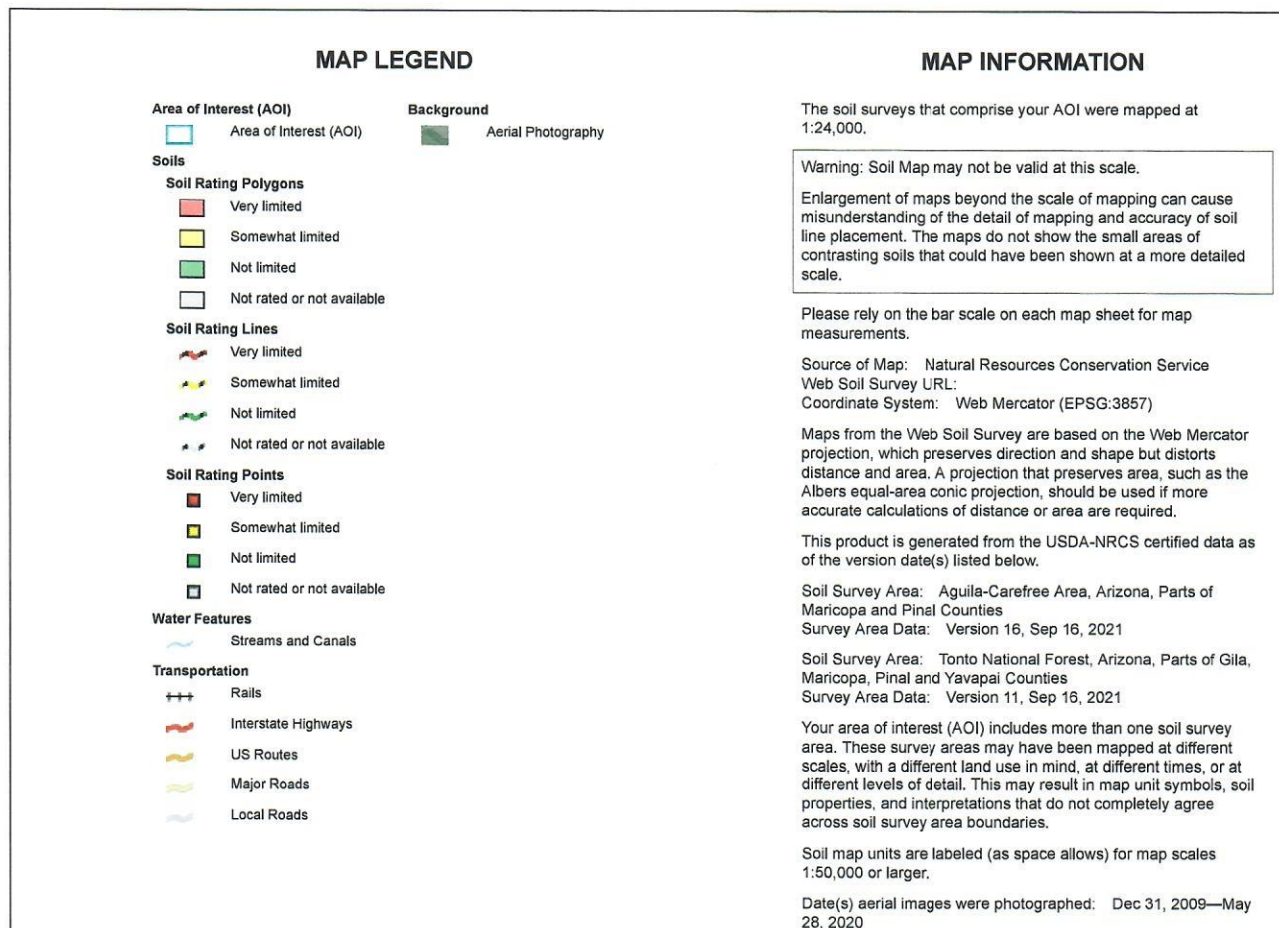 MAP LEGEND
Area of Interest (AOI)
Area of Interest (AOI)
Soils
Soil Rating Polygons
Very limited
Somewhat limited
Not limited
Not rated or not available
Soil Rating Lines
Very limited
Somewhat limited
Not limited
Not rated or not available
Soil Rating Points
Very limited
Somewhat limited
Not limited
Not rated or not available
Water Features
Streams and Canals
Transportation
Rails
Interstate Highways
US Routes
Major Roads
Local Roads
Background
Aerial Photography
MAP INFORMATION
The soil surveys that comprise your AOI were mapped at
1:24,000.
Warning: Soil Map may not be valid at this scale.
Enlargement of maps beyond the scale of mapping can cause
misunderstanding of the detail of mapping and accuracy of soil
line placement. The maps do not show the small areas of
contrasting soils that could have been shown at a more detailed
scale.
Please rely on the bar scale on each map sheet for map
measurements.
Source of Map: Natural Resources Conservation Service
Web Soil Survey URL:
Coordinate System: Web Mercator (EPSG:3857)
Maps from the Web Soil Survey are based on the Web Mercator
projection, which preserves direction and shape but distorts
distance and area. A projection that preserves area, such as the
Albers equal-area conic projection, should be used if more
accurate calculations of distance or area are required.
This product is generated from the USDA-NRCS certified data as
of the version date(s) listed below.
Soil Survey Area: Aguila-Carefree Area, Arizona, Parts of
Maricopa and Pinal Counties
Survey Area Data: Version 16, Sep 16, 2021
Soil Survey Area: Tonto National Forest, Arizona, Parts of Gila,
Maricopa, Pinal and Yavapai Counties
Survey Area Data: Version 11, Sep 16, 2021
Your area of interest (AOI) includes more than one soil survey
area. These survey areas may have been mapped at different
scales, with a different land use in mind, at different times, or at
different levels of detail. This may result in map unit symbols, soil
properties, and interpretations that do not completely agree
across soil survey area boundaries.
Soil map units are labeled (as space allows) for map scales
1:50,000 or larger.
Date(s) aerial images were photographed: Dec 31, 2009—May
28, 2020